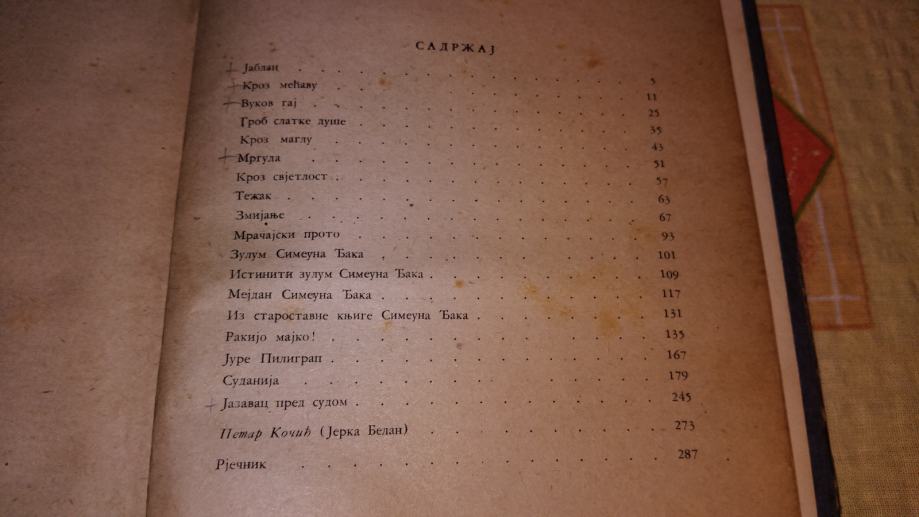 САДРЖАЈ
Јаблан . . . . . . . . . . . . . 5
Кроз мећаву . . . . . . . . . . . . 11
Вуков гај . . . . . . . . . . . . . 25
Гроб слатке душе . . . . . . . . . . . 35
Кроз маглу . . . . . . . . . . . . 43
Мргуда . . . . . . . . . . . . . 51
Кроз свјетлост . . . . . . . . . . . . 57
Тежак . . . . . . . . . . . . . . 63
Змијање . . . . . . . . . . . . . 67
Мрачајски прото . . . . . . . . . . . . 93
Зулум Симеуна Ђака . . . . . . . . . . . 101
Истинити зулум Симеуна Ђака . . . . . . . . 109
Мејдан Симеуна Ђака . . . . . . . . . . 117
Из староставне књиге Симеуна Ђака . . . . . . . 131
Ракијо мајко! . . . . . . . . . . . . 135
Јуре Пилиграп . . . . . . . . . . . . 167
Суданија . . . . . . . . . . . . . 179
Јазавац пред судом . . . . . . . . . . . 245
Петар Кочић (Јерка Белан) . . . . . . . . . 273
Рјечник . . . . . . . . . . . . . 287